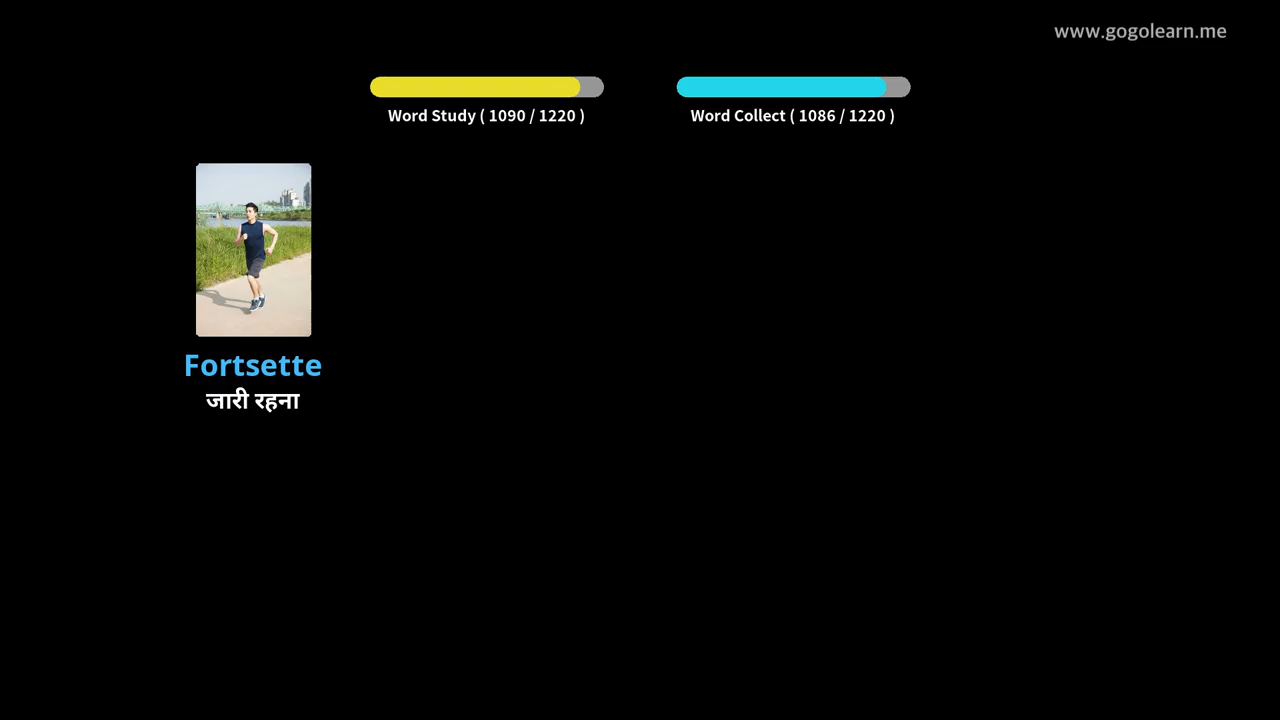 www.gogolearn.me
Word Study ( 1090 / 1220 )
Word Collect ( 1086 / 1220 )
Fortsette
जारी रहना